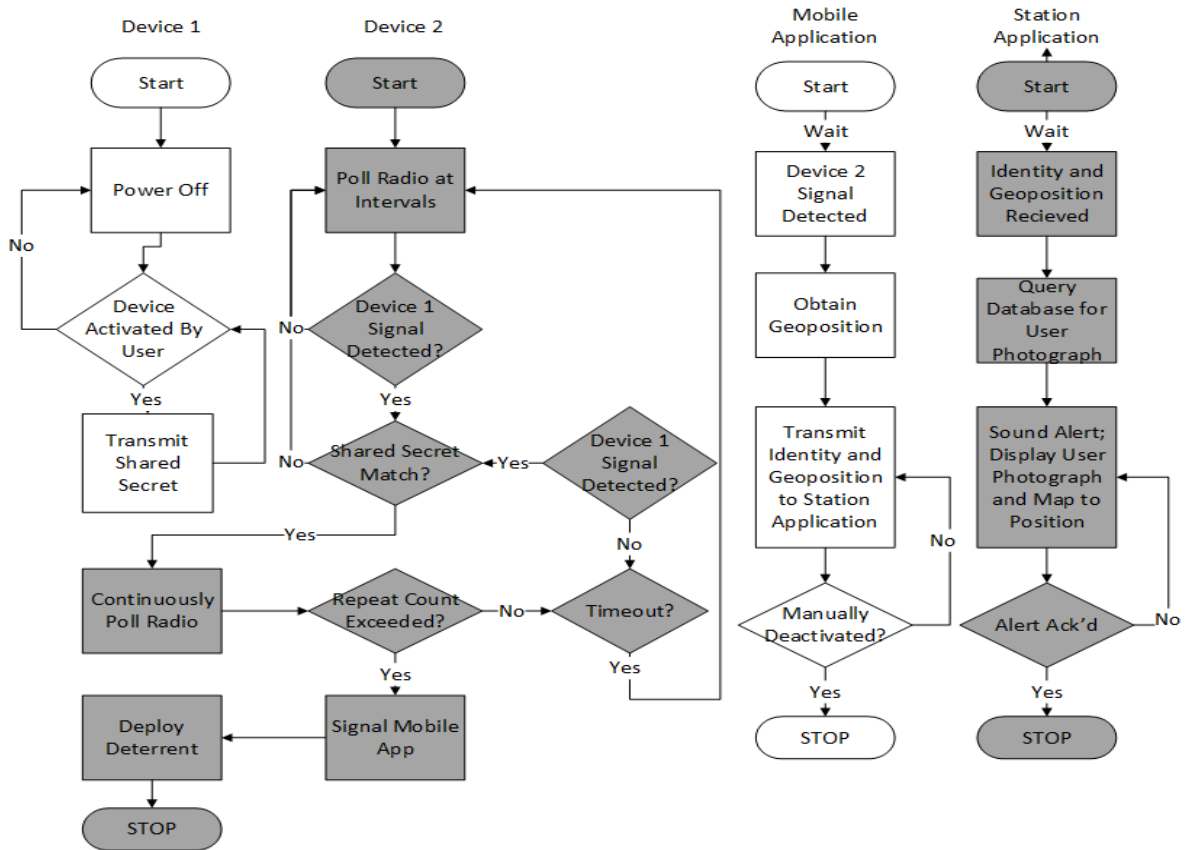 Device 1
Start
Power Off
No
Device
Activated By
User
Yes
Transmit
Shared
Secret
Device 2
Start
Poll Radio at
Intervals
Device 1
Signal
Detected?
No
Yes
Shared Secret
Match?
No
Yes
Device 1
Signal
Detected?
Yes
No
Continuously
Poll Radio
Repeat Count
Exceeded?
No
Timeout?
Yes
Yes
Signal Mobile
App
Deploy
Deterrent
STOP
Mobile
Application
Start
Wait
Device 2
Signal
Detected
Obtain
Geoposition
Transmit
Identity and
Geoposition
to Station
Application
No
Manually
Deactivated?
Yes
STOP
Station
Application
Start
Wait
Identity and
Geoposition
Recieved
Query
Database for
User
Photograph
Sound Alert;
Display User
Photograph
and Map to
Position
Alert Ack'd
No
Yes
STOP